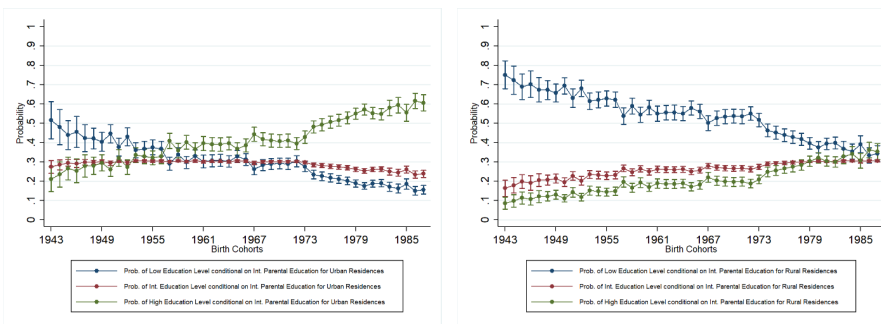 1
.9
.8
.7
.6
.5
.4
.3
.2
.1
0
Probability
1943 1949 1955 1961 1967 1973 1979 1985
Birth Cohorts
Prob. of Low Education Level conditional on Int. Parental Education for Urban Residences
Prob. of Int. Education Level conditional on Int. Parental Education for Urban Residences
Prob. of High Education Level conditional on Int. Parental Education for Urban Residences
1
.9
.8
.7
.6
.5
.4
.3
.2
.1
0
Probability
1943 1949 1955 1961 1967 1973 1979 1985
Birth Cohorts
Prob. of Low Education Level conditional on Int. Parental Education for Rural Residences
Prob. of Int. Education Level conditional on Int. Parental Education for Rural Residences
Prob. of High Education Level conditional on Int. Parental Education for Rural Residences